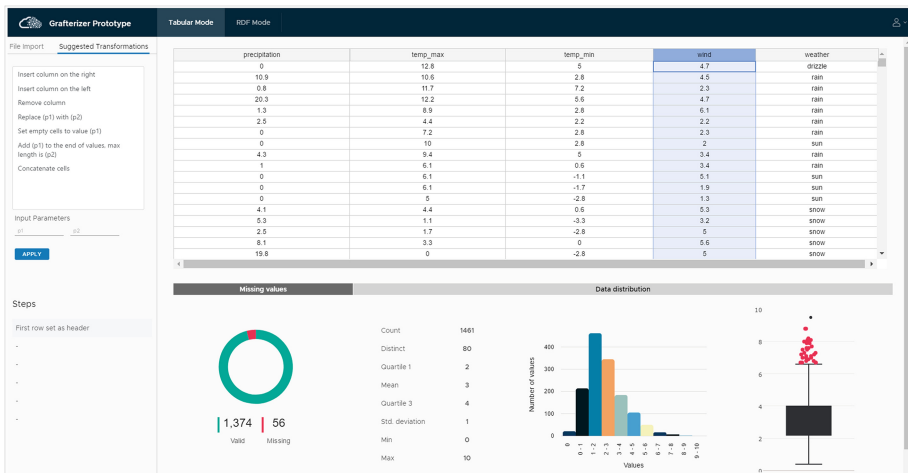 Grafterizer Prototype Tabular Mode RDF Mode
File Import Suggested Transformations
Insert column on the right
Insert column on the left
Remove column
Replace (p1) with (p2)
Set empty cells to value (p1)
Add (p1) to the end of values, max
length is (p2)
Concatenate cells
Input Parameters
p1 p2
APPLY
Steps
First row set as header
-
-
-
-
-
precipitation temp_max temp_min wind weather
0 12.8 5 4.7 drizzle
10.9 10.6 2.8 4.5 rain
0.8 11.7 7.2 2.3 rain
20.3 12.2 5.6 4.7 rain
1.3 8.9 2.8 6.1 rain
2.5 4.4 2.2 2.2 rain
0 7.2 2.8 2.3 rain
0 10 2.8 2 sun
4.3 9.4 5 3.4 rain
1 6.1 0.6 3.4 rain
0 6.1 -1.1 5.1 sun
0 6.1 -1.7 1.9 sun
0 5 -2.8 1.3 sun
4.1 4.4 0.6 5.3 snow
5.3 1.1 -3.3 3.2 snow
2.5 1.7 -2.8 5 snow
8.1 3.3 0 5.6 snow
19.8 0 -2.8 5 snow
Missing values Data distribution
1,374 56
Valid Missing
Count 1461
Distinct 80
Quartile 1 2
Mean 3
Quartile 3 4
Std. deviation 1
Min 0
Max 10
Number of values
400
300
200
100
0
0 0 - 1 1 - 2 2 - 3 3 - 4 4 - 5 5 - 6 6 - 7 7 - 8 8 - 9 9 - 10
Values
10
8
6
4
2
0